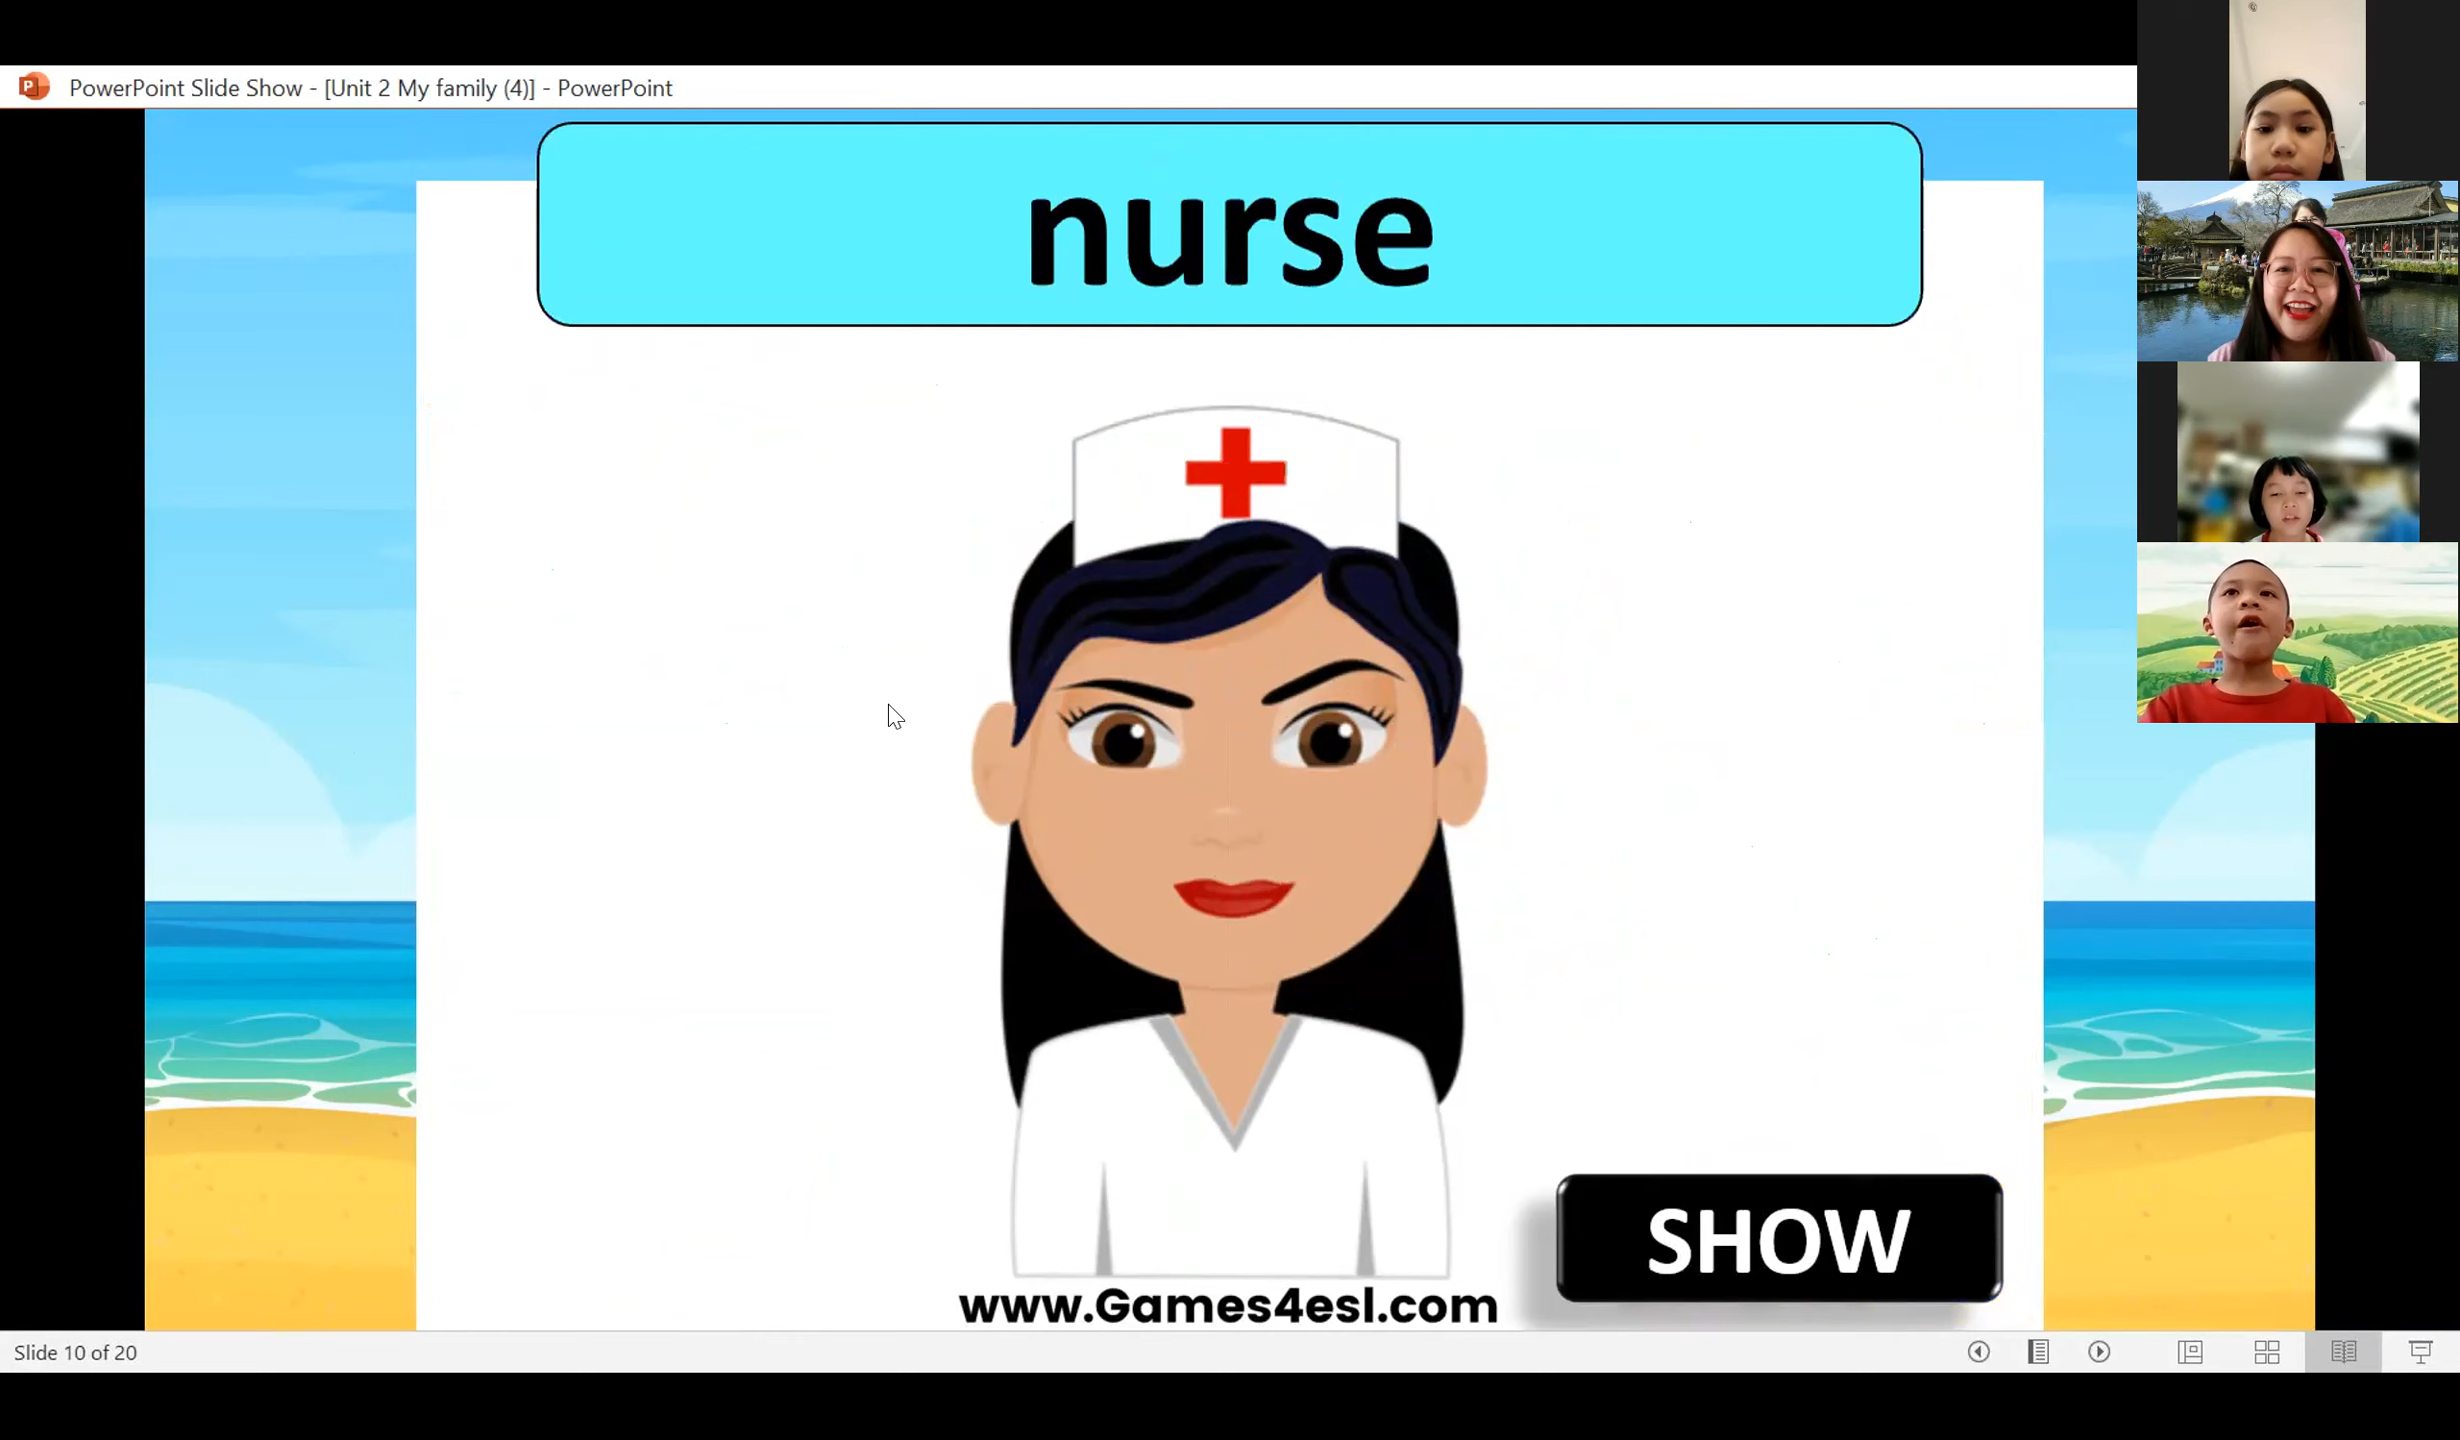 PowerPoint Slide Show - [Unit 2 My family (4)] - PowerPoint
nurse
SHOW
www.Games4esl.com
Slide 10 of 20